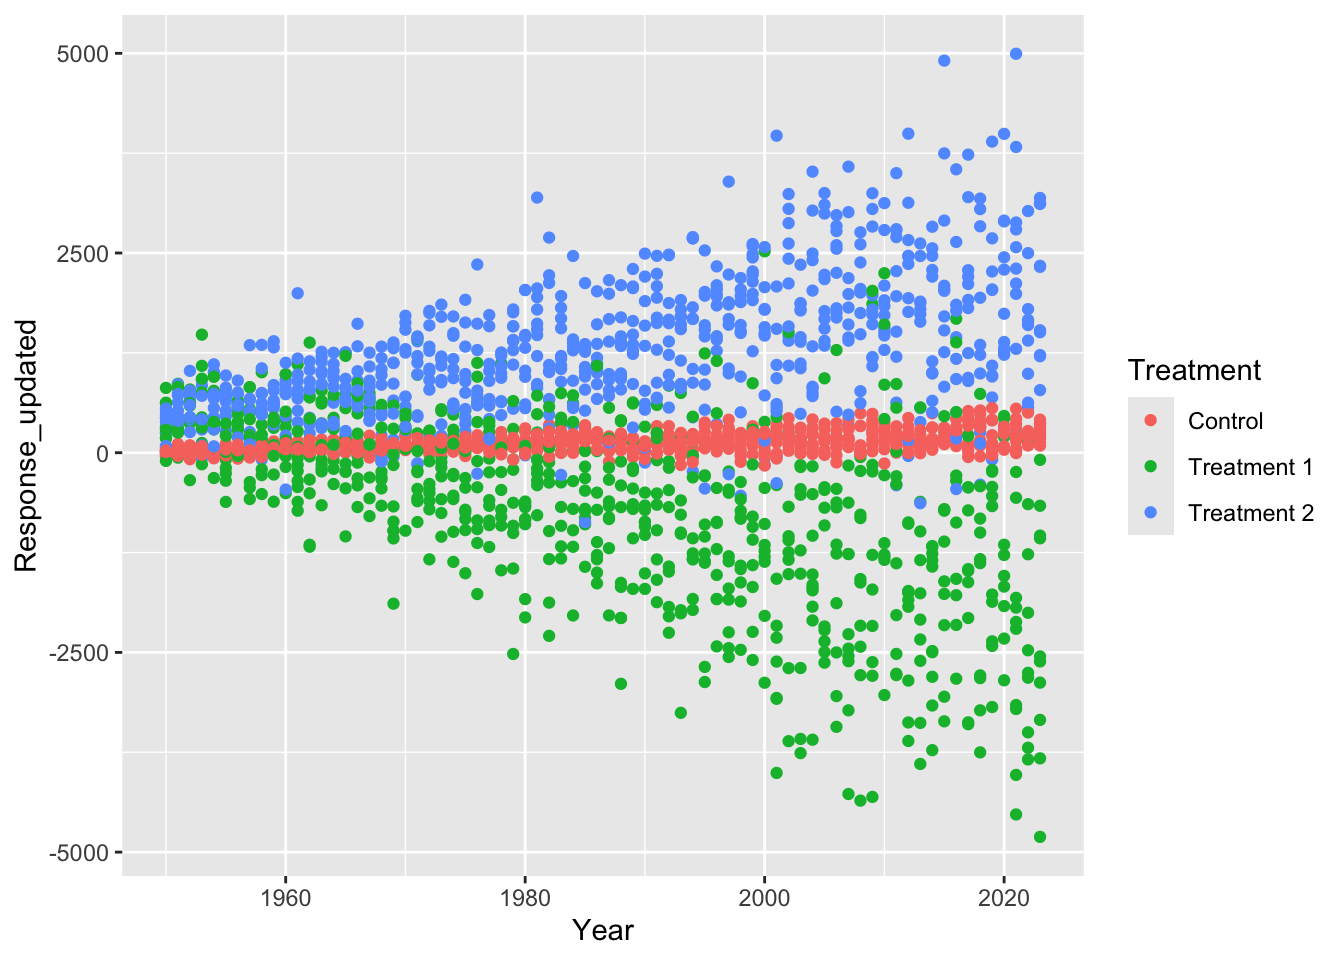 5000
2500
0
-2500
-5000
Response_updated
1960 1980 2000 2020
Year
Treatment
Control
Treatment 1
Treatment 2